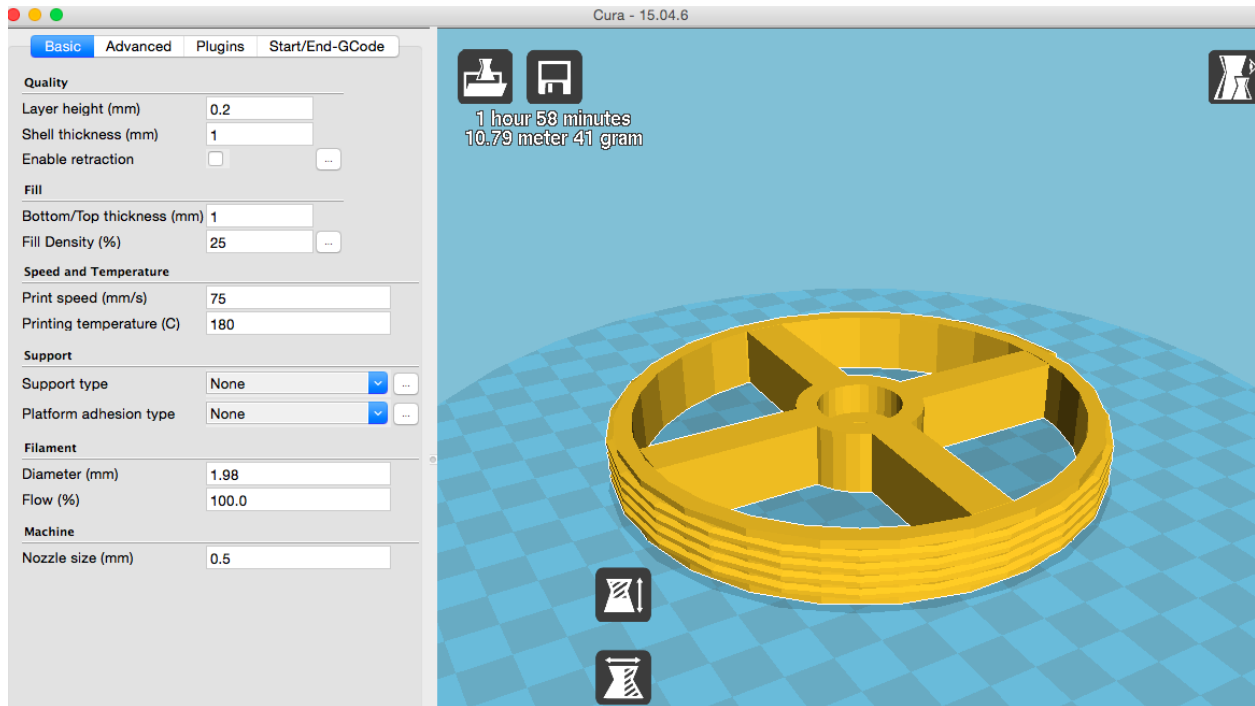 Cura - 15.04.6
Basic Advanced Plugins Start/End-GCode
Quality
Layer height (mm) 0.2
Shell thickness (mm) 1
Enable retraction ...
Fill
Bottom/Top thickness (mm) 1
Fill Density (%) 25 ...
Speed and Temperature
Print speed (mm/s) 75
Printing temperature (C) 180
Support
Support type None ...
Platform adhesion type None ...
Filament
Diameter (mm) 1.98
Flow (%) 100.0
Machine
Nozzle size (mm) 0.5
1 hour 58 minutes
10.79 meter 41 gram